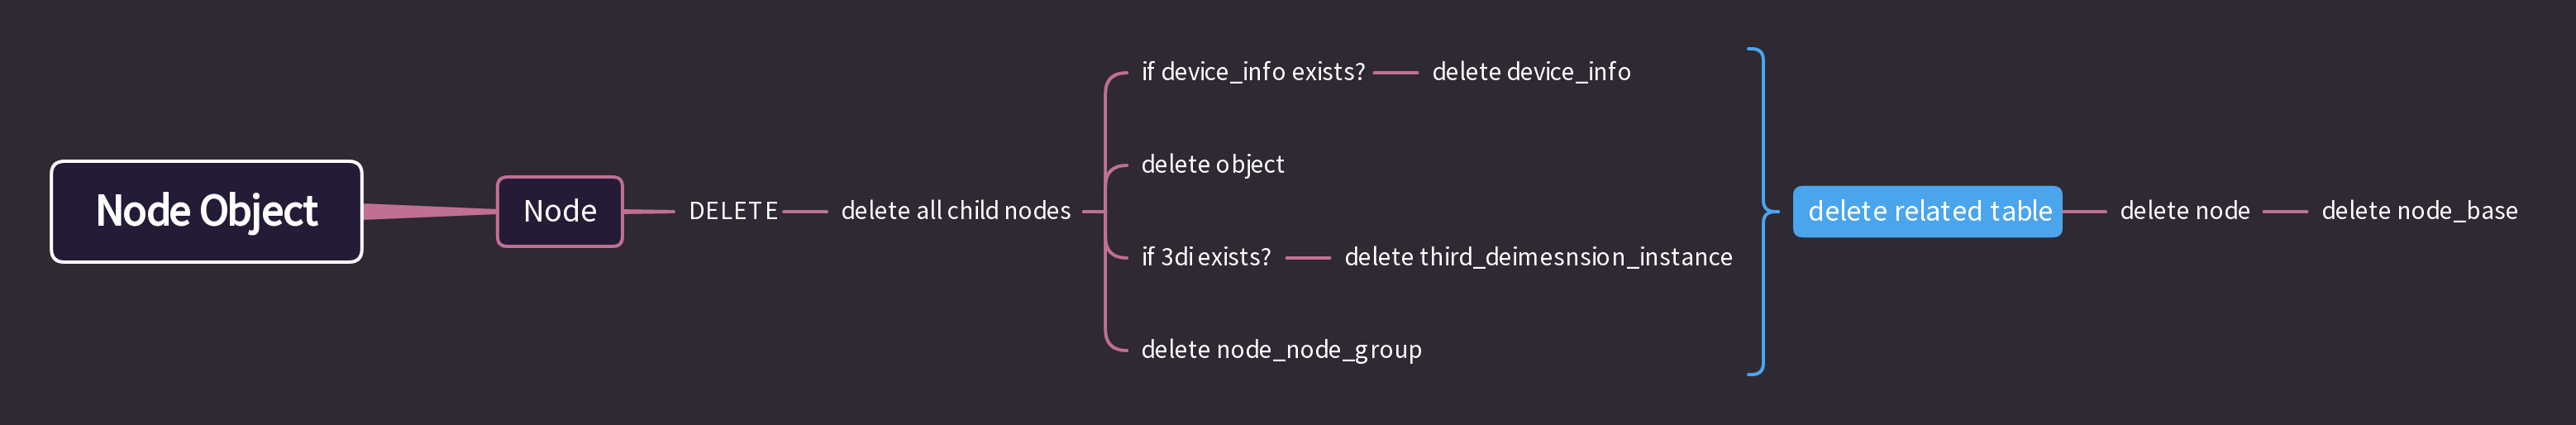 Node Object
Node
DELETE
delete all child nodes
if device_info exists?
delete device_info
delete object
if 3di exists?
delete third_deimesnsion_instance
delete node_node_group
delete related table
delete node
delete node_base